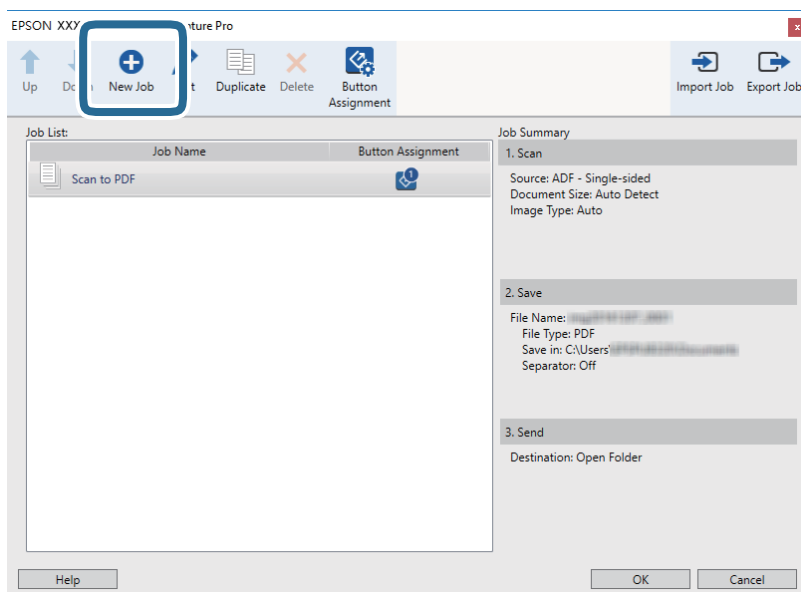 EPSON XXX ture Pro
Up
Do n
New Job
t
Duplicate
Delete
Button
Assignment
Import Job
Export Job
Job List:
Job Name
Button Assignment
Scan to PDF
1
Job Summary
1. Scan
Source: ADF - Single-sided
Document Size: Auto Detect
Image Type: Auto
2. Save
File Name:
File Type: PDF
Save in: C:\Users\
Separator: Off
3. Send
Destination: Open Folder
Help
OK
Cancel